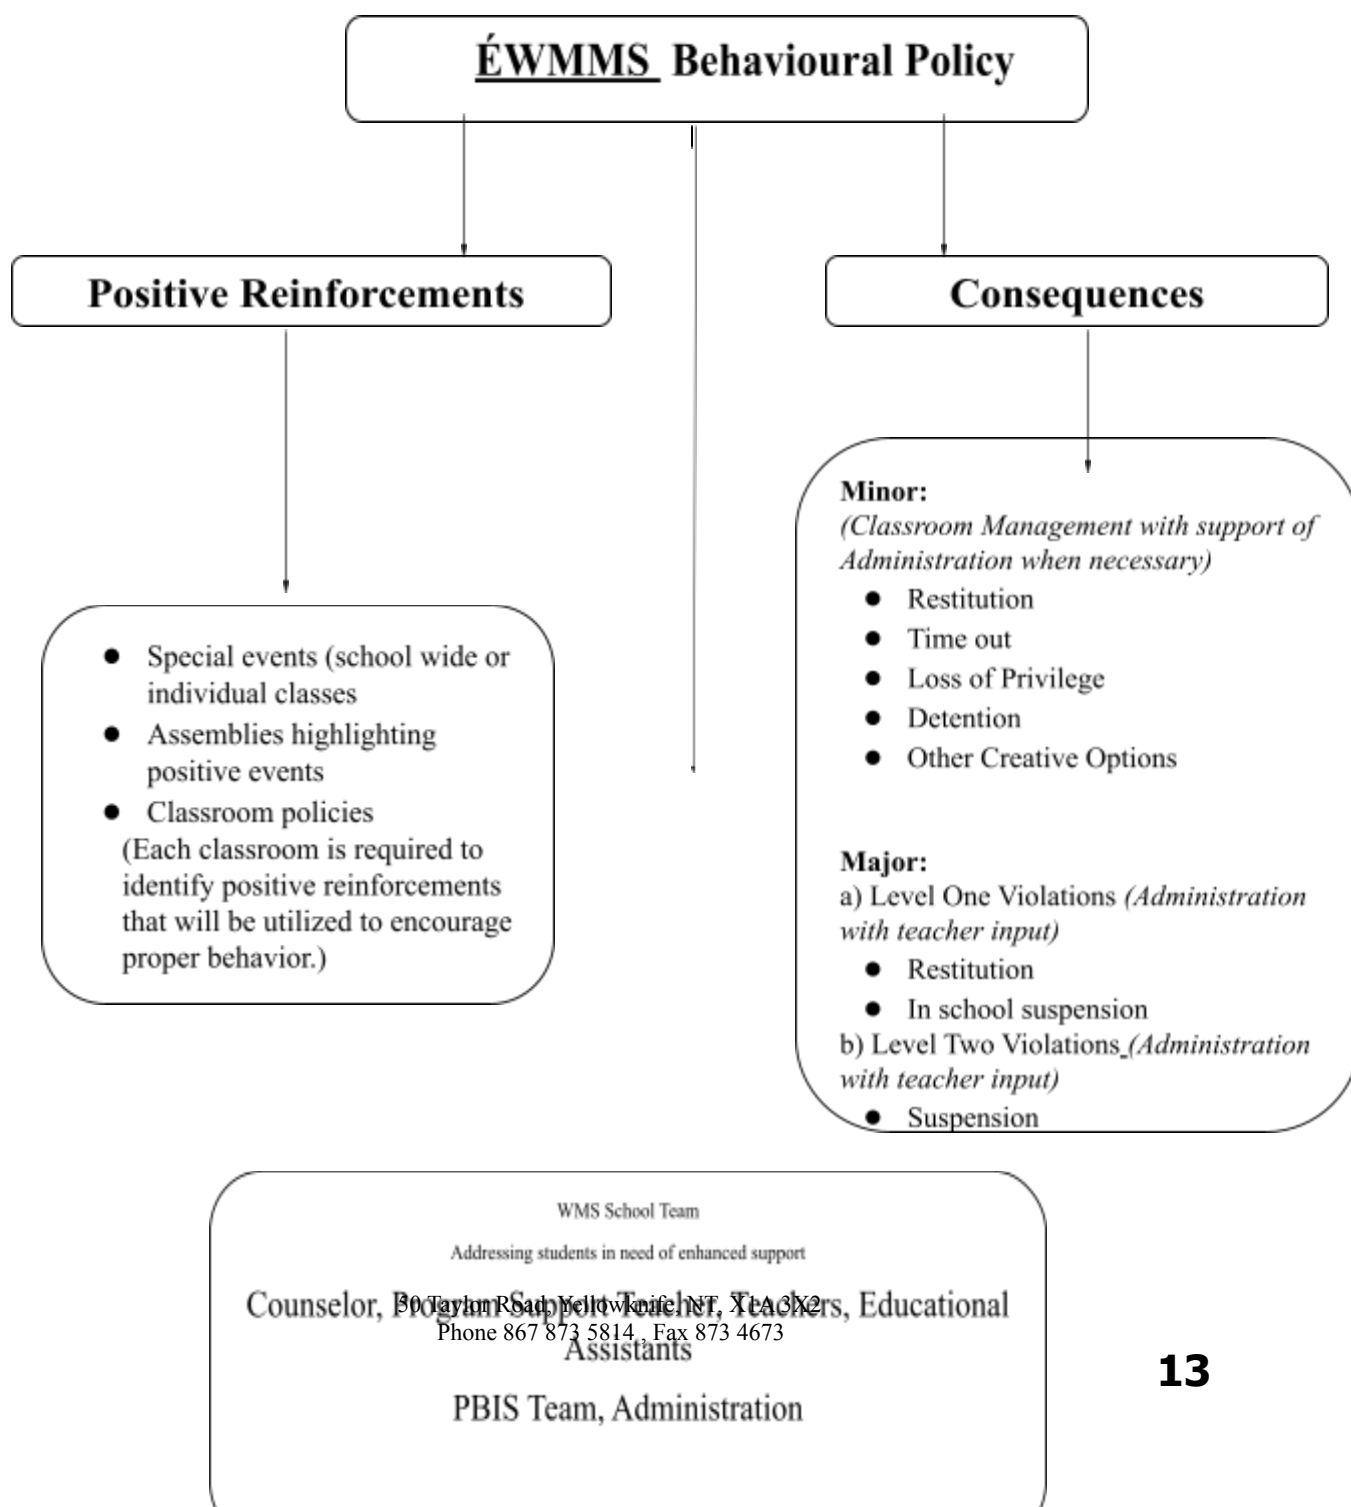 ÉWMMS Behavioural Policy
Positive Reinforcements
Consequences
● Special events (school wide or
individual classes
● Assemblies highlighting
positive events
● Classroom policies
(Each classroom is required to
identify positive reinforcements
that will be utilized to encourage
proper behavior.)
Minor:
(Classroom Management with support of
Administration when necessary)
● Restitution
● Time out
● Loss of Privilege
● Detention
● Other Creative Options
Major:
a) Level One Violations (Administration
with teacher input)
● Restitution
● In school suspension
b) Level Two Violations (Administration
with teacher input)
● Suspension
WMS School Team
Addressing students in need of enhanced support
Counselor, Program Support Teacher, Teachers, Educational
Assistants
PBIS Team, Administration
50 Taylor Road, Yellowknife, NT, X1A 3X2
Phone 867 873 5814 , Fax 873 4673
13